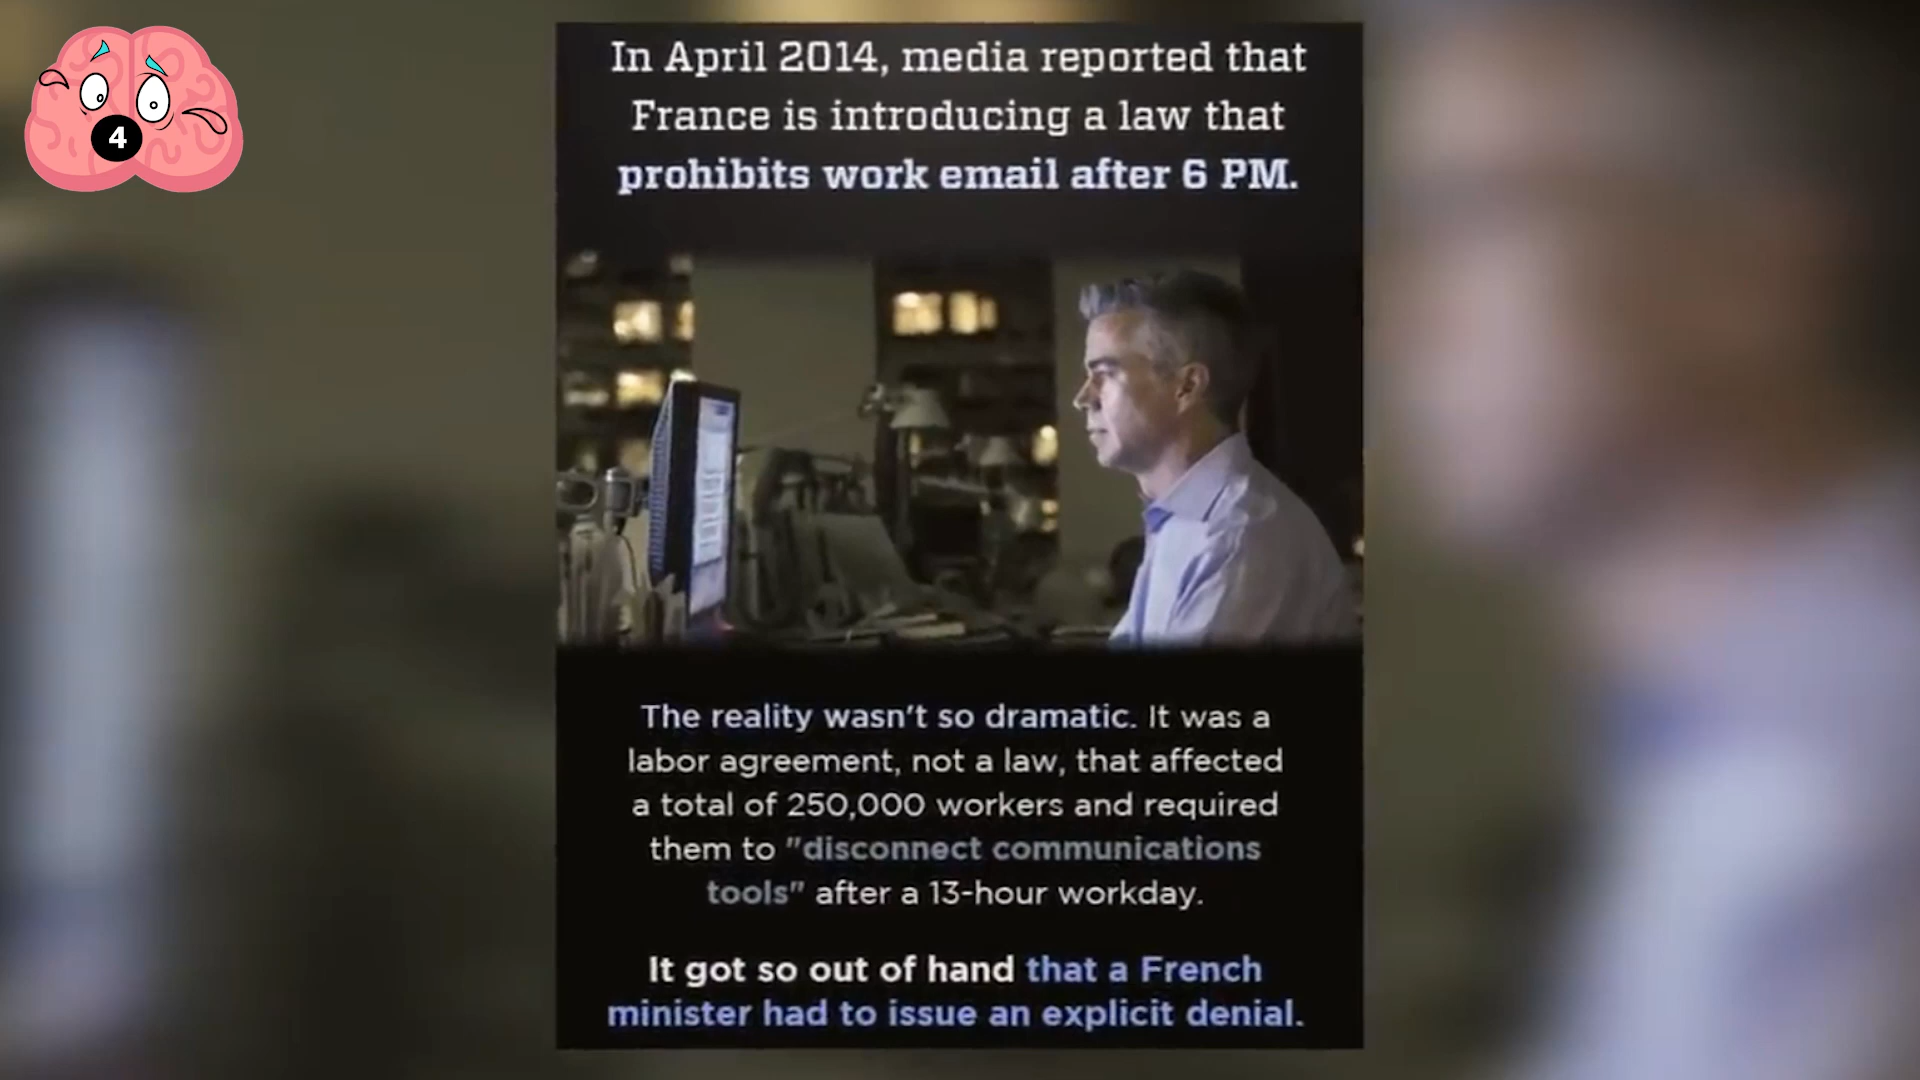 4
In April 2014, media reported that
France is introducing a law that
prohibits work email after 6 PM.
The reality wasn't so dramatic. It was a
labor agreement, not a law, that affected
a total of 250,000 workers and required
them to "disconnect communications
tools" after a 13-hour workday.
It got so out of hand that a French
minister had to issue an explicit denial.